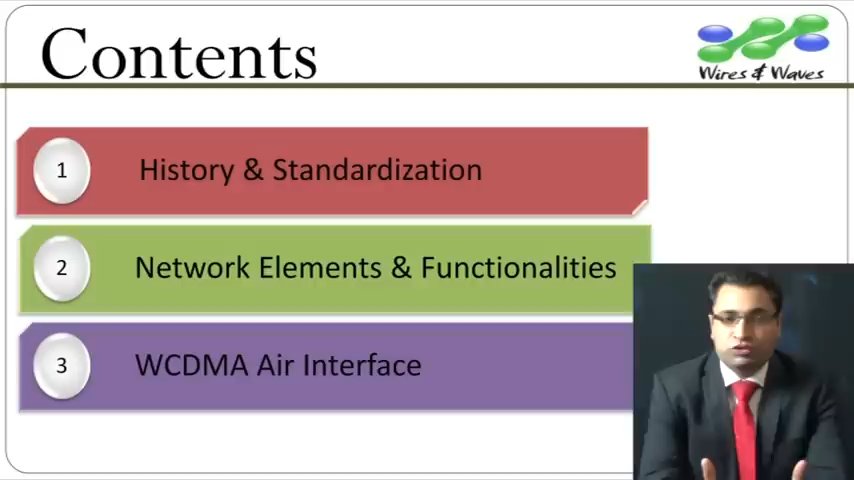 Contents
Wires & Waves
1 History & Standardization
2 Network Elements & Functionalities
3 WCDMA Air Interface